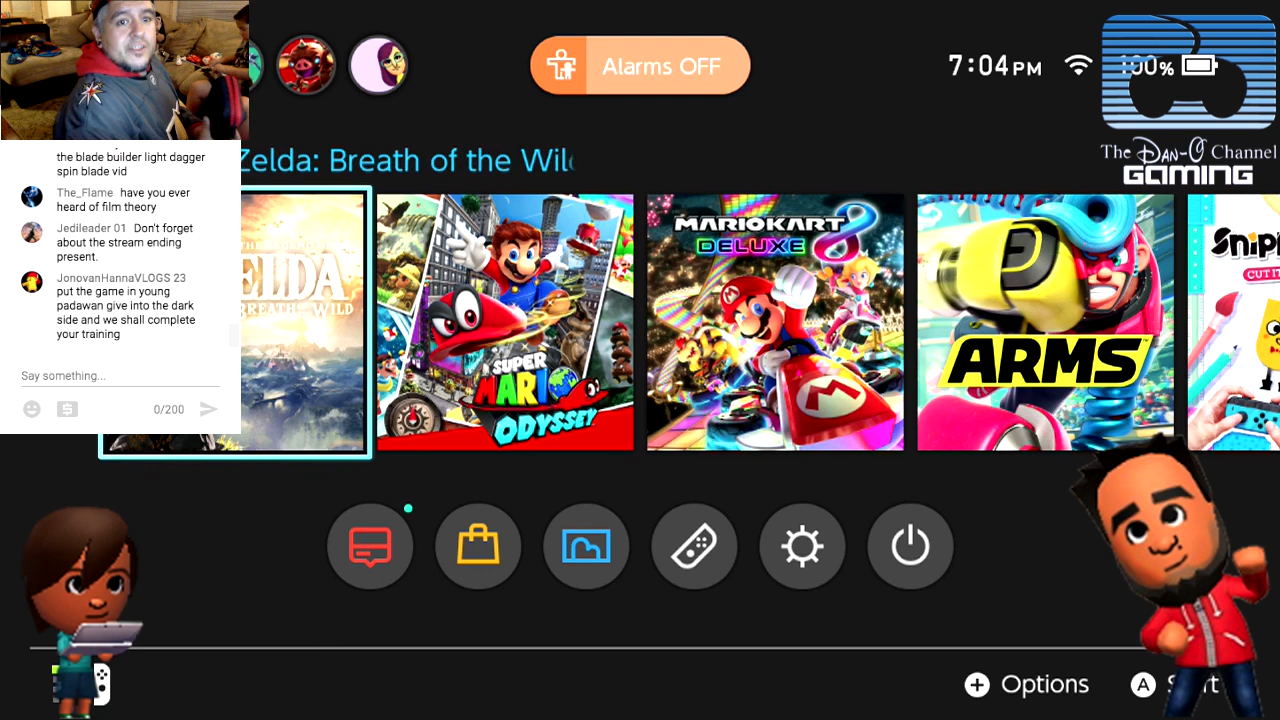 Alarms OFF
7:04PM
100%
The Dan-O Channel
GAMING
Zelda: Breath of the Wil
the blade builder light dagger
spin blade vid
The_Flame have you ever
heard of film theory
Jedileader 01 Don't forget
about the stream ending
present.
JonovanHannaVLOGS 23
put the game in young
padawan give into the dark
side and we shall complete
your training
Say something...
0/200
THE LEGEND
ELDA
BREATH OF THE WILD
SUPER
MARIO
ODYSSEY
MARIOKART 8
DELUXE
M
ARMS
Snip
CUT IT
Options
A